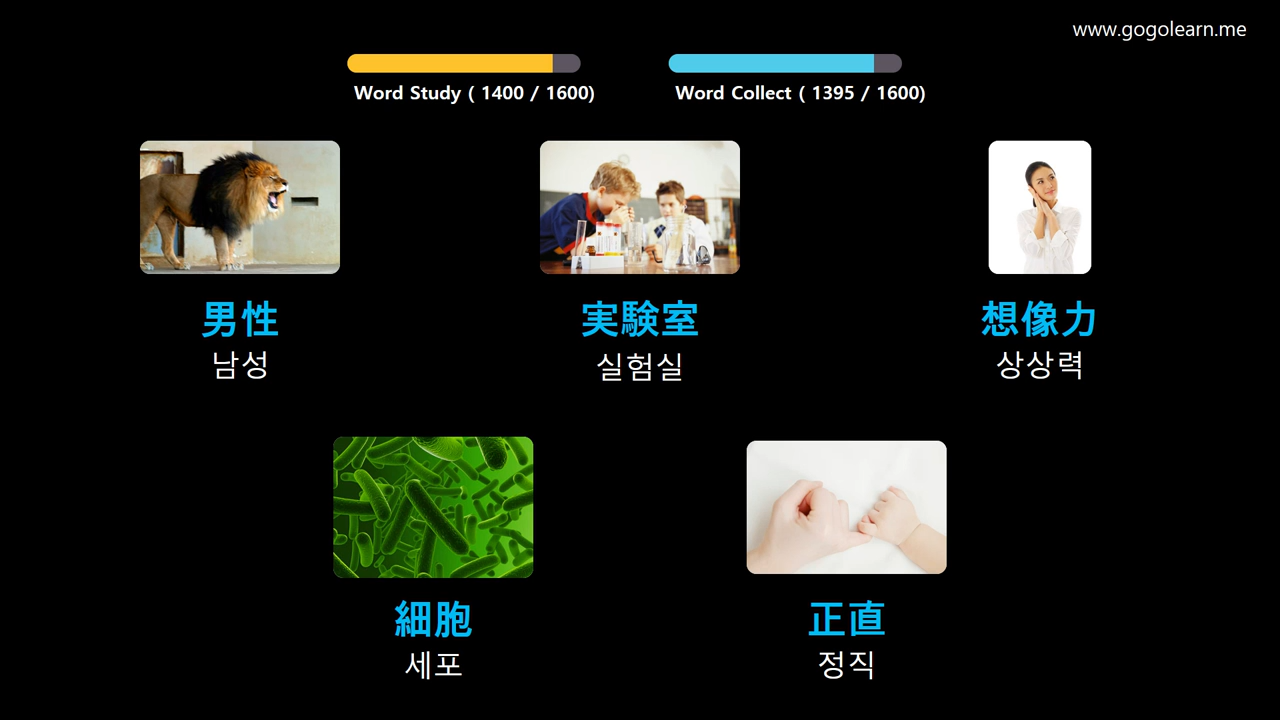 www.gogolearn.me
Word Study ( 1400 / 1600)
Word Collect ( 1395 / 1600)
男性
남성
実験室
실험실
想像力
상상력
細胞
세포
正直
정직